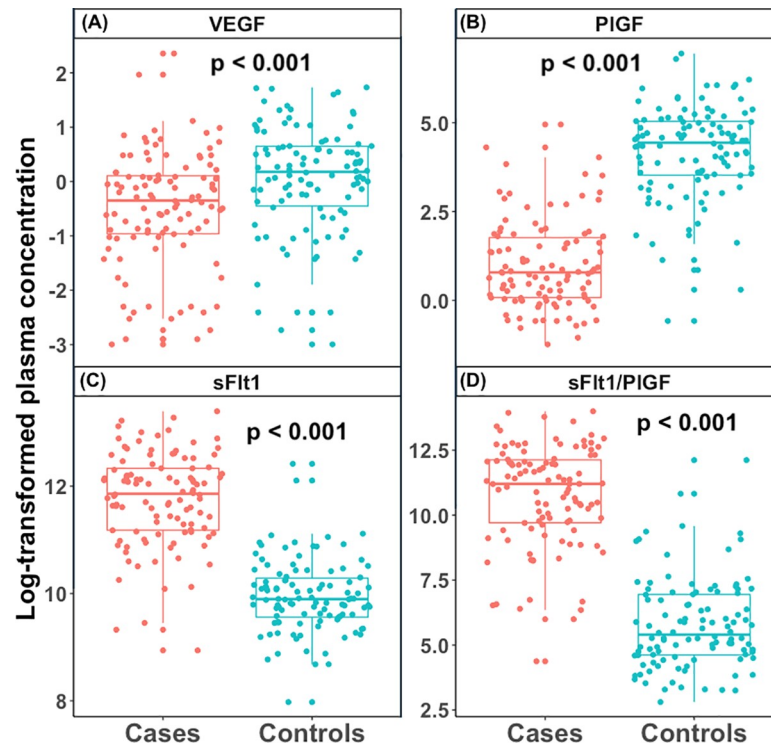 (A) VEGF
p < 0.001
2
1
0
-1
-2
-3
(B) PlGF
p < 0.001
5.0
2.5
0.0
Log-transformed plasma concentration
(C) sFlt1
p < 0.001
12
10
8
Cases Controls
(D) sFlt1/PlGF
p < 0.001
12.5
10.0
7.5
5.0
2.5
Cases Controls